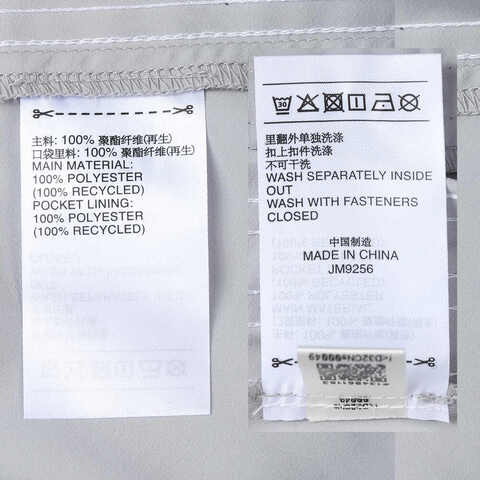 主料: 100% 聚酯纤维(再生)
口袋里料: 100% 聚酯纤维(再生)
MAIN MATERIAL:
100% POLYESTER
(100% RECYCLED)
POCKET LINING:
100% POLYESTER
(100% RECYCLED)
30
里翻外单独洗涤
扣上扣件洗涤
不可干洗
WASH SEPARATELY INSIDE
OUT
WASH WITH FASTENERS
CLOSED
中国制造
MADE IN CHINA
JM9256